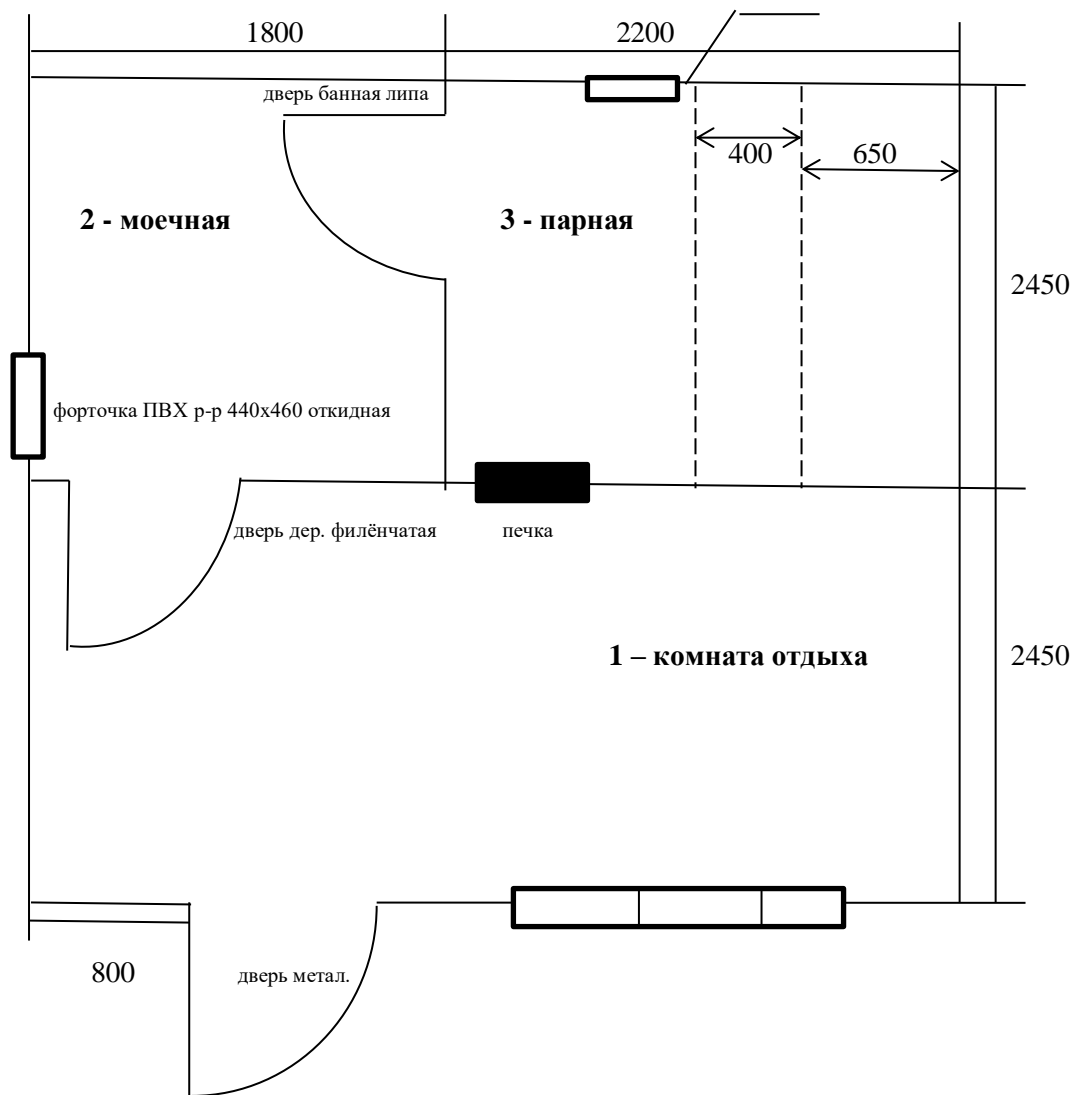 1800
2200
дверь банная липа
400
650
2 - моечная
3 - парная
2450
форточка ПВХ р-р 440х460 откидная
дверь дер. филёнчатая
печка
1 – комната отдыха
2450
800
дверь метал.